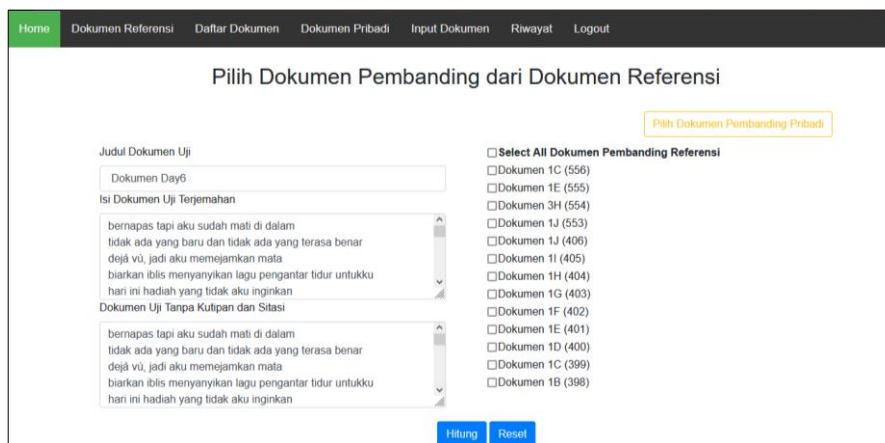 Home Dokumen Referensi Daftar Dokumen Dokumen Pribadi Input Dokumen Riwayat Logout
Pilih Dokumen Pembanding dari Dokumen Referensi
Pilih Dokumen Pembanding Pribadi
Judul Dokumen Uji
Dokumen Day6
Isi Dokumen Uji Terjemahan
bernapas tapi aku sudah mati di dalam
tidak ada yang baru dan tidak ada yang terasa benar
dejá vú, jadi aku memejamkan mata
biarkan iblis menyanyikan lagu pengantar tidur untukku
hari ini hadiah yang tidak aku inginkan
Dokumen Uji Tanpa Kutipan dan Sitasi
bernapas tapi aku sudah mati di dalam
tidak ada yang baru dan tidak ada yang terasa benar
dejá vú, jadi aku memejamkan mata
biarkan iblis menyanyikan lagu pengantar tidur untukku
hari ini hadiah yang tidak aku inginkan
Select All Dokumen Pembanding Referensi
Dokumen 1C (556)
Dokumen 1E (555)
Dokumen 3H (554)
Dokumen 1J (553)
Dokumen 1J (406)
Dokumen 1I (405)
Dokumen 1H (404)
Dokumen 1G (403)
Dokumen 1F (402)
Dokumen 1E (401)
Dokumen 1D (400)
Dokumen 1C (399)
Dokumen 1B (398)
Hitung Reset